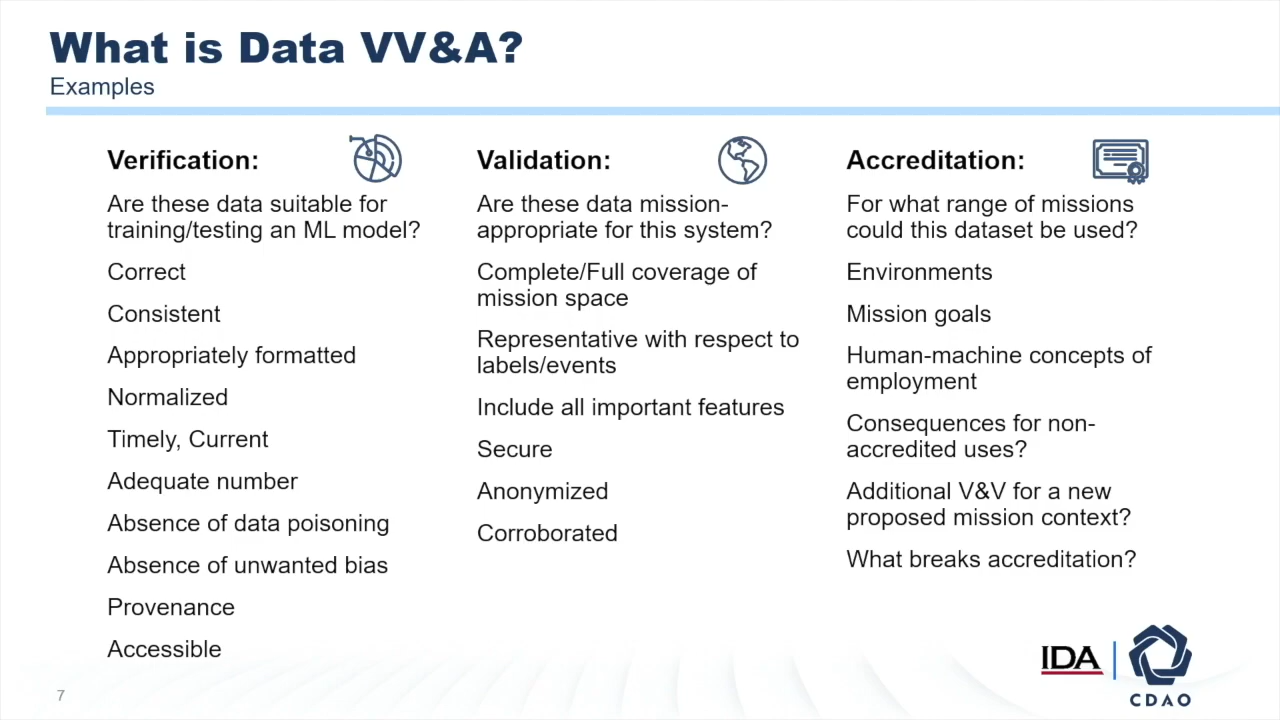 What is Data VV&A?
Examples
Verification:
Are these data suitable for
training/testing an ML model?
Correct
Consistent
Appropriately formatted
Normalized
Timely, Current
Adequate number
Absence of data poisoning
Absence of unwanted bias
Provenance
Accessible
Validation:
Are these data mission-
appropriate for this system?
Complete/Full coverage of
mission space
Representative with respect to
labels/events
Include all important features
Secure
Anonymized
Corroborated
Accreditation:
For what range of missions
could this dataset be used?
Environments
Mission goals
Human-machine concepts of
employment
Consequences for non-
accredited uses?
Additional V&V for a new
proposed mission context?
What breaks accreditation?
IDA
CDAO
7